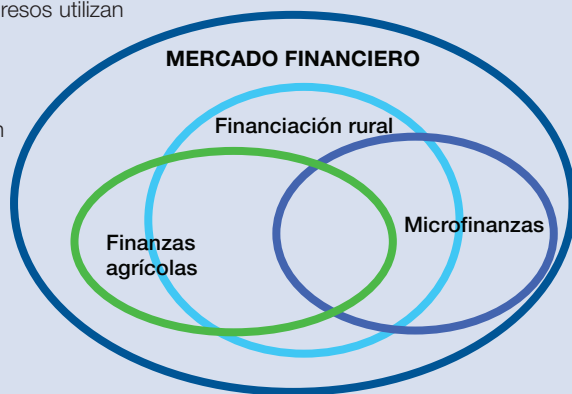 resos utilizan
MERCADO FINANCIERO
Financiación rural
Microfinanzas
Finanzas
agrícolas